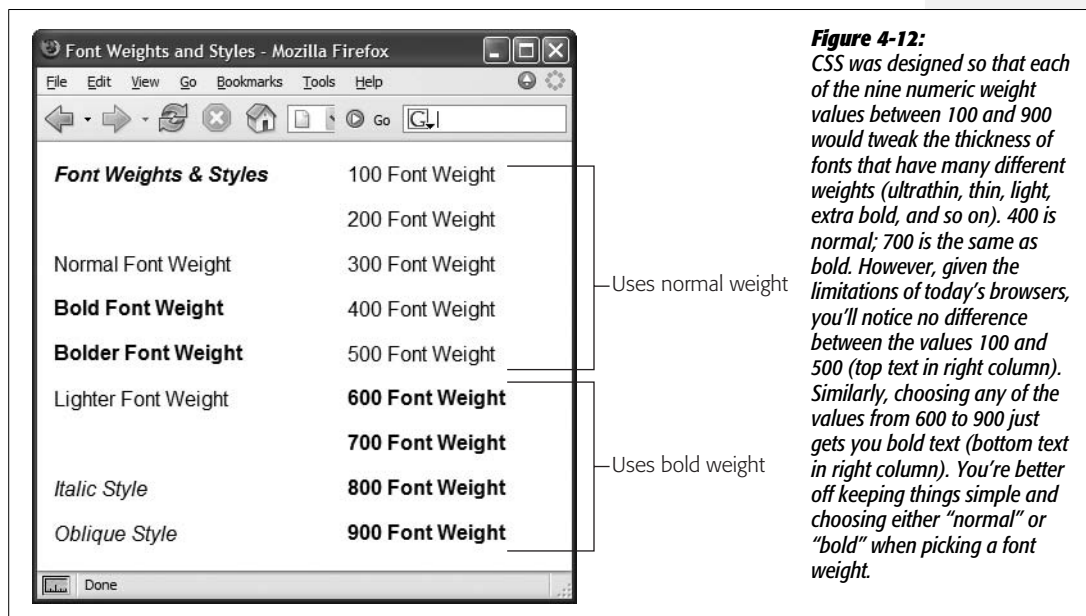 Font Weights and Styles - Mozilla Firefox
File Edit View Go Bookmarks Tools Help
Go G
Font Weights & Styles
Normal Font Weight
Bold Font Weight
Bolder Font Weight
Lighter Font Weight
Italic Style
Oblique Style
100 Font Weight
200 Font Weight
300 Font Weight
400 Font Weight
500 Font Weight
600 Font Weight
700 Font Weight
800 Font Weight
900 Font Weight
Done
Uses normal weight
Uses bold weight
Figure 4-12:
CSS was designed so that each
of the nine numeric weight
values between 100 and 900
would tweak the thickness of
fonts that have many different
weights (ultrathin, thin, light,
extra bold, and so on). 400 is
normal; 700 is the same as
bold. However, given the
limitations of today's browsers,
you'll notice no difference
between the values 100 and
500 (top text in right column).
Similarly, choosing any of the
values from 600 to 900 just
gets you bold text (bottom text
in right column). You're better
off keeping things simple and
choosing either “normal” or
“bold” when picking a font
weight.